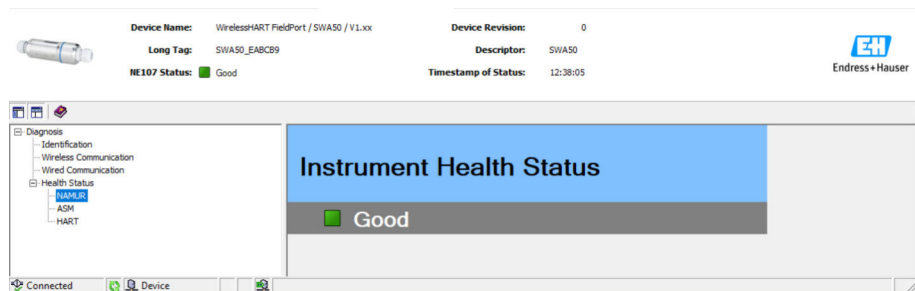 Device Name: WirelessHART FieldPort / SWA50 / V1.xx Device Revision: 0
Long Tag: SWA50_EABCB9 Descriptor: SWA50
NE107 Status: Good Timestamp of Status: 12:38:05
EH
Endress+Hauser
Diagnosis
Identification
Wireless Communication
Wired Communication
Health Status
NAMUR
ASM
HART
Instrument Health Status
Good
Connected Device